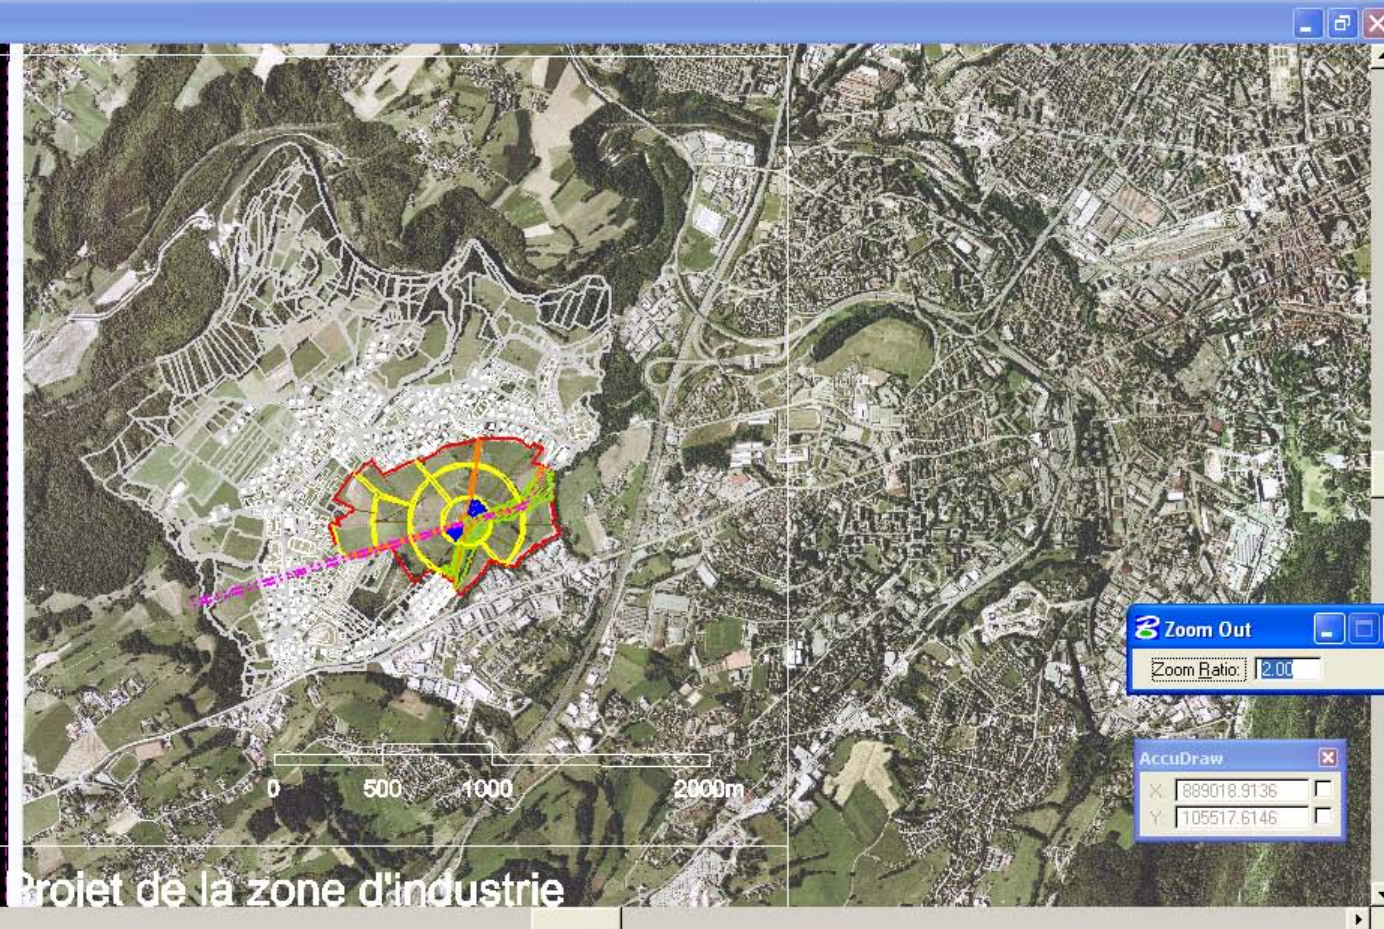 Zoom Out
Zoom Ratio: 2.00
AccuDraw
X: 889018.9136
Y: 105517.6146
0 500 1000 2000m
Projet de la zone d'industrie